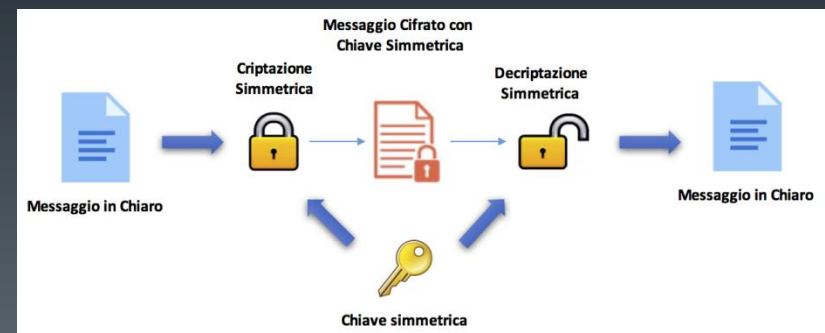 Messaggio Cifrato con
Chiave Simmetrica
Criptazione
Simmetrica
Decriptazione
Simmetrica
Messaggio in Chiaro
Messaggio in Chiaro
Chiave simmetrica